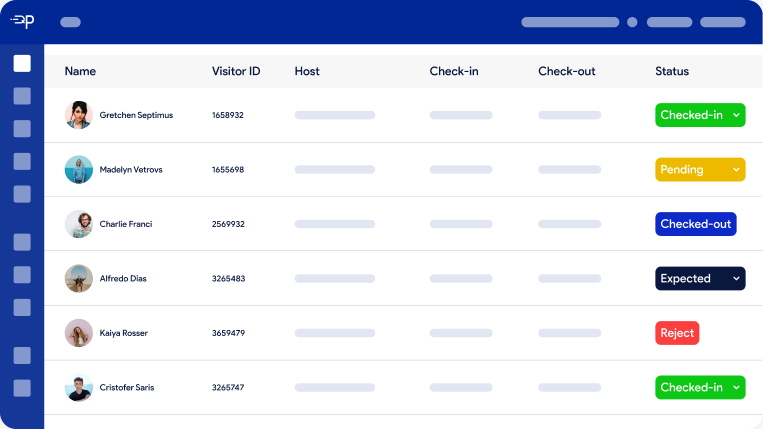 Name Visitor ID Host Check-in Check-out Status
Gretchen Septimus 1658932 Checked-in
Madelyn Vetrovs 1655698 Pending
Charlie Franci 2569932 Checked-out
Alfredo Dias 3265483 Expected
Kaiya Rosser 3659479 Reject
Cristofer Saris 3265747 Checked-in